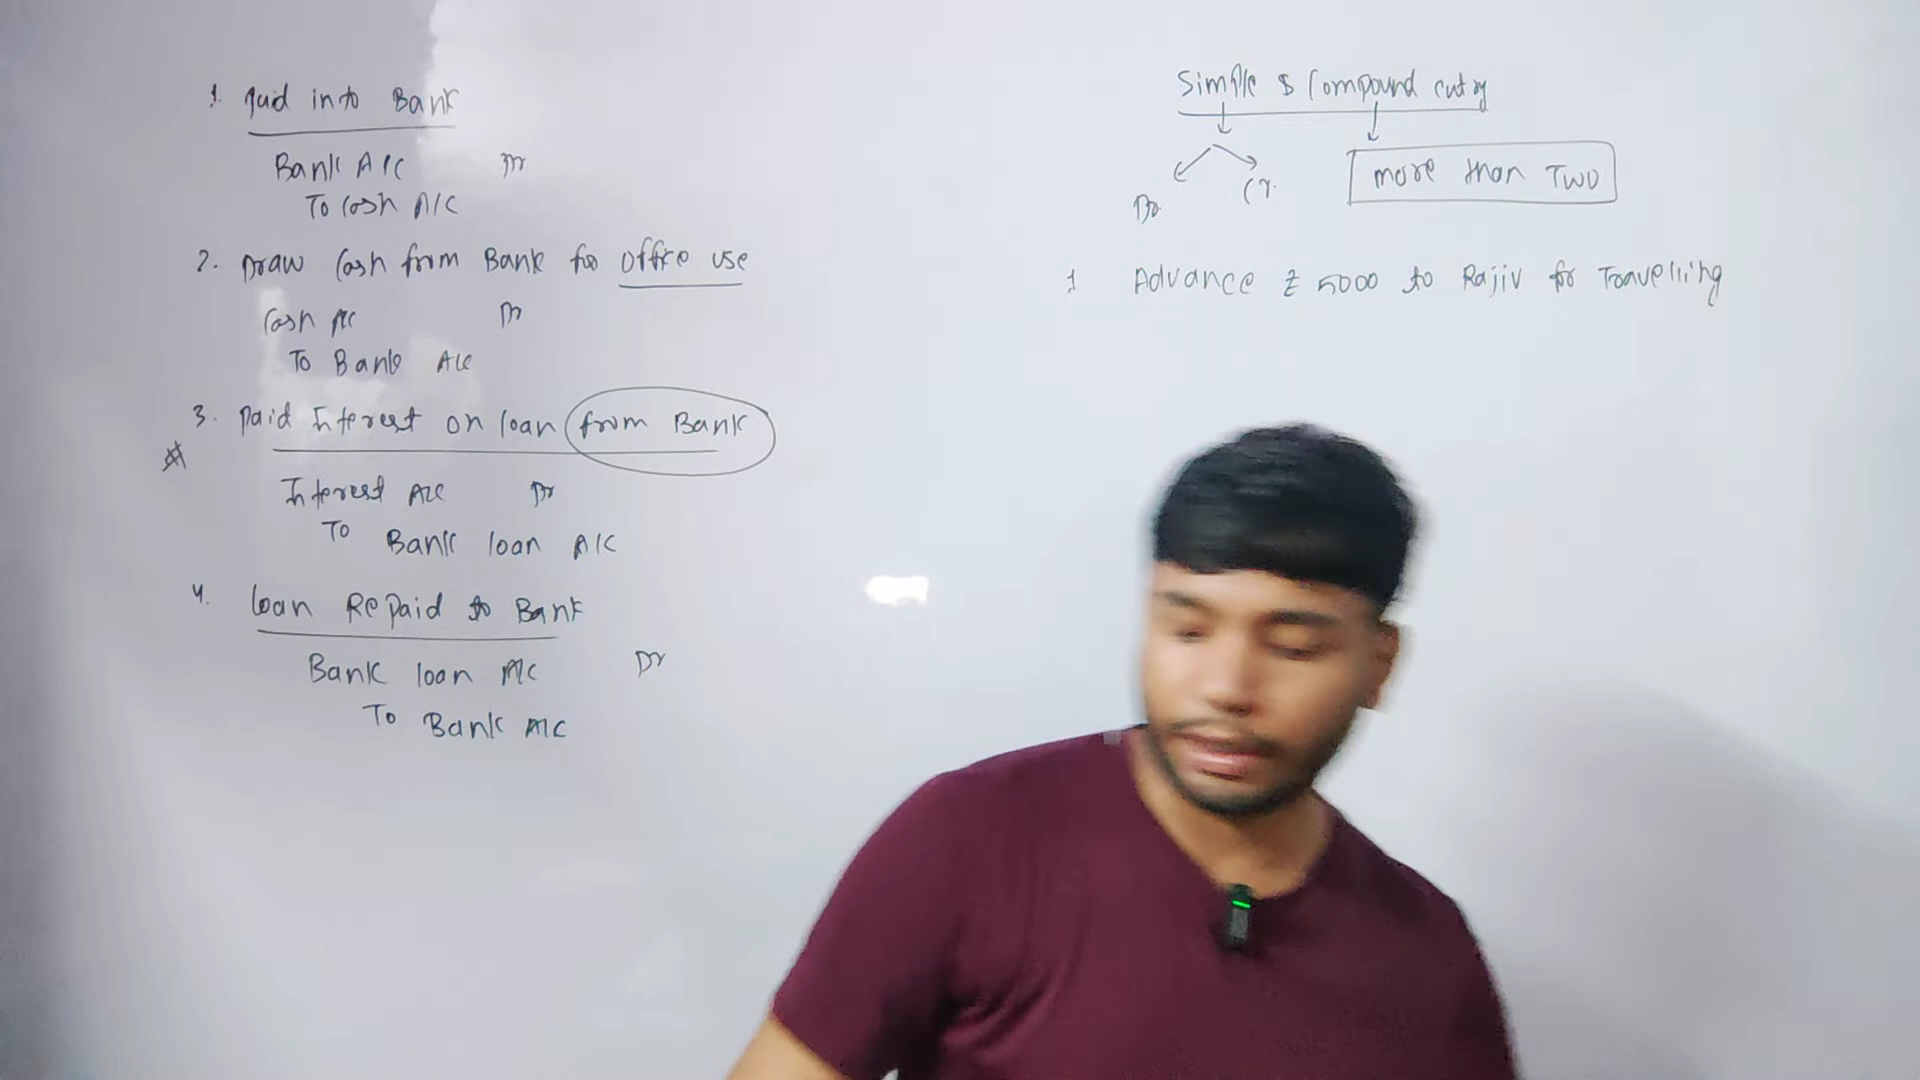 1. paid into Bank
Bank A/C Dr
To Cash A/C
2. Draw Cash from Bank for office use
Cash A/C Dr
To Bank A/C
3. Paid Interest on loan from Bank
Interest A/C Dr
To Bank loan A/C
4. loan Repaid to Bank
Bank loan A/C Dr
To Bank A/C
Simple & Compound entry
Dr Cr.
more than Two
1 Advance ₹ 5000 to Rajiv for Travelling